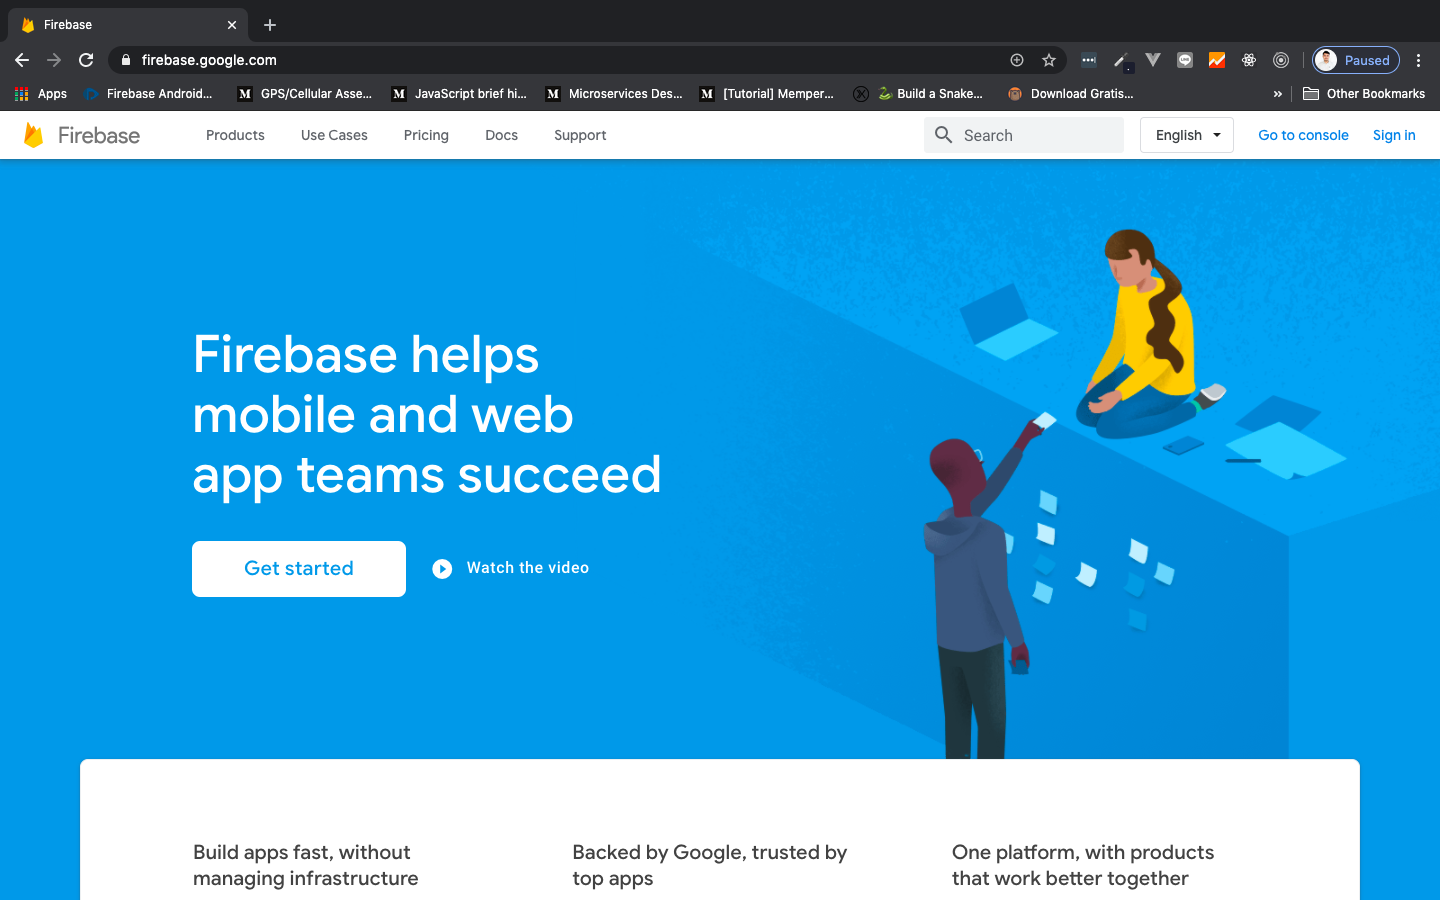 Firebase
firebase.google.com
Paused
Apps
Firebase Android...
GPS/Cellular Asse...
JavaScript brief hi...
Microservices Des...
[Tutorial] Memper...
Build a Snake...
Download Gratis...
»
Other Bookmarks
Firebase
Products
Use Cases
Pricing
Docs
Support
Search
English
Go to console
Sign in
Firebase helps
mobile and web
app teams succeed
Get started
Watch the video
Build apps fast, without
managing infrastructure
Backed by Google, trusted by
top apps
One platform, with products
that work better together